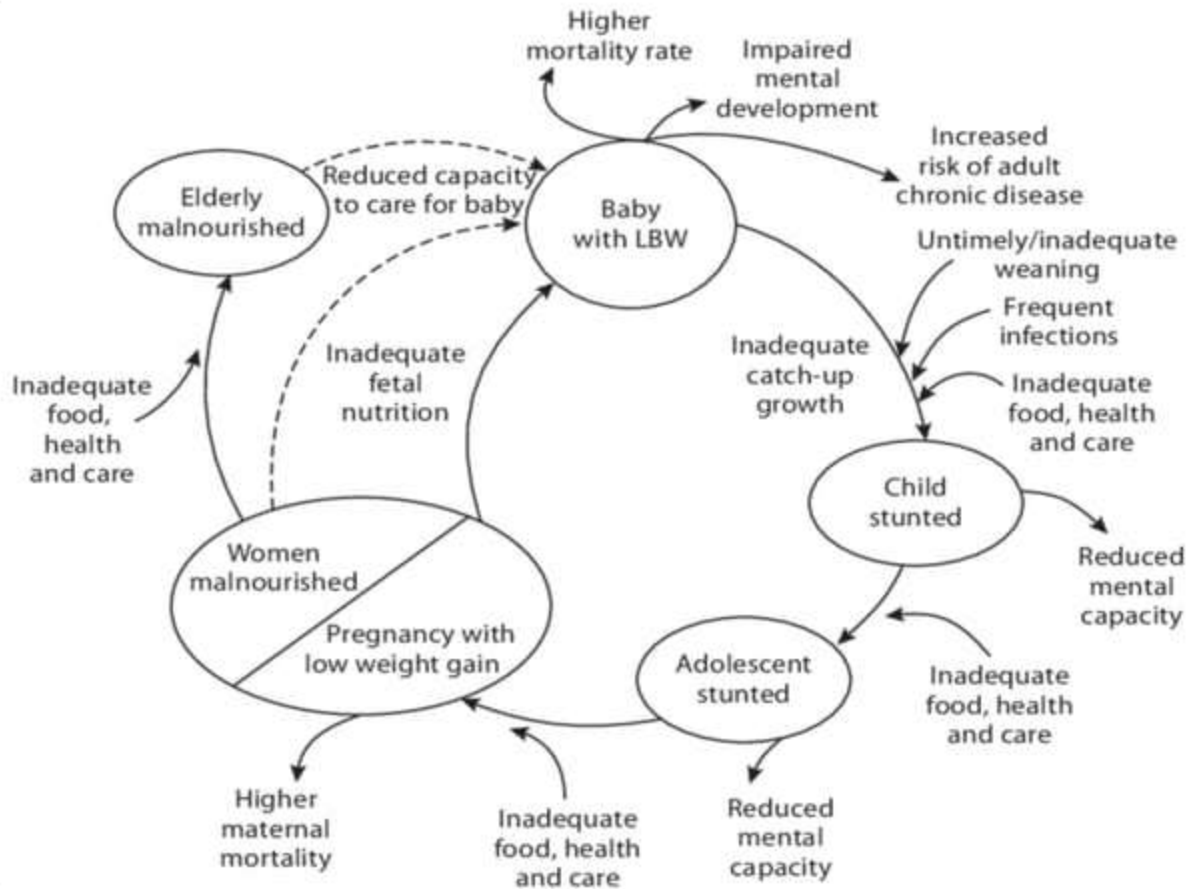 Higher
mortality rate
Impaired
mental
development
Increased
risk of adult
chronic disease
Elderly
malnourished
Reduced capacity
to care for baby
Baby
with LBW
Untimely/inadequate
weaning
Frequent
infections
Inadequate
food, health
and care
Inadequate
catch-up
growth
Inadequate
fetal
nutrition
Inadequate
food,
health
and care
Child
stunted
Reduced
mental
capacity
Women
malnourished
Pregnancy with
low weight gain
Adolescent
stunted
Inadequate
food, health
and care
Higher
maternal
mortality
Inadequate
food, health
and care
Reduced
mental
capacity